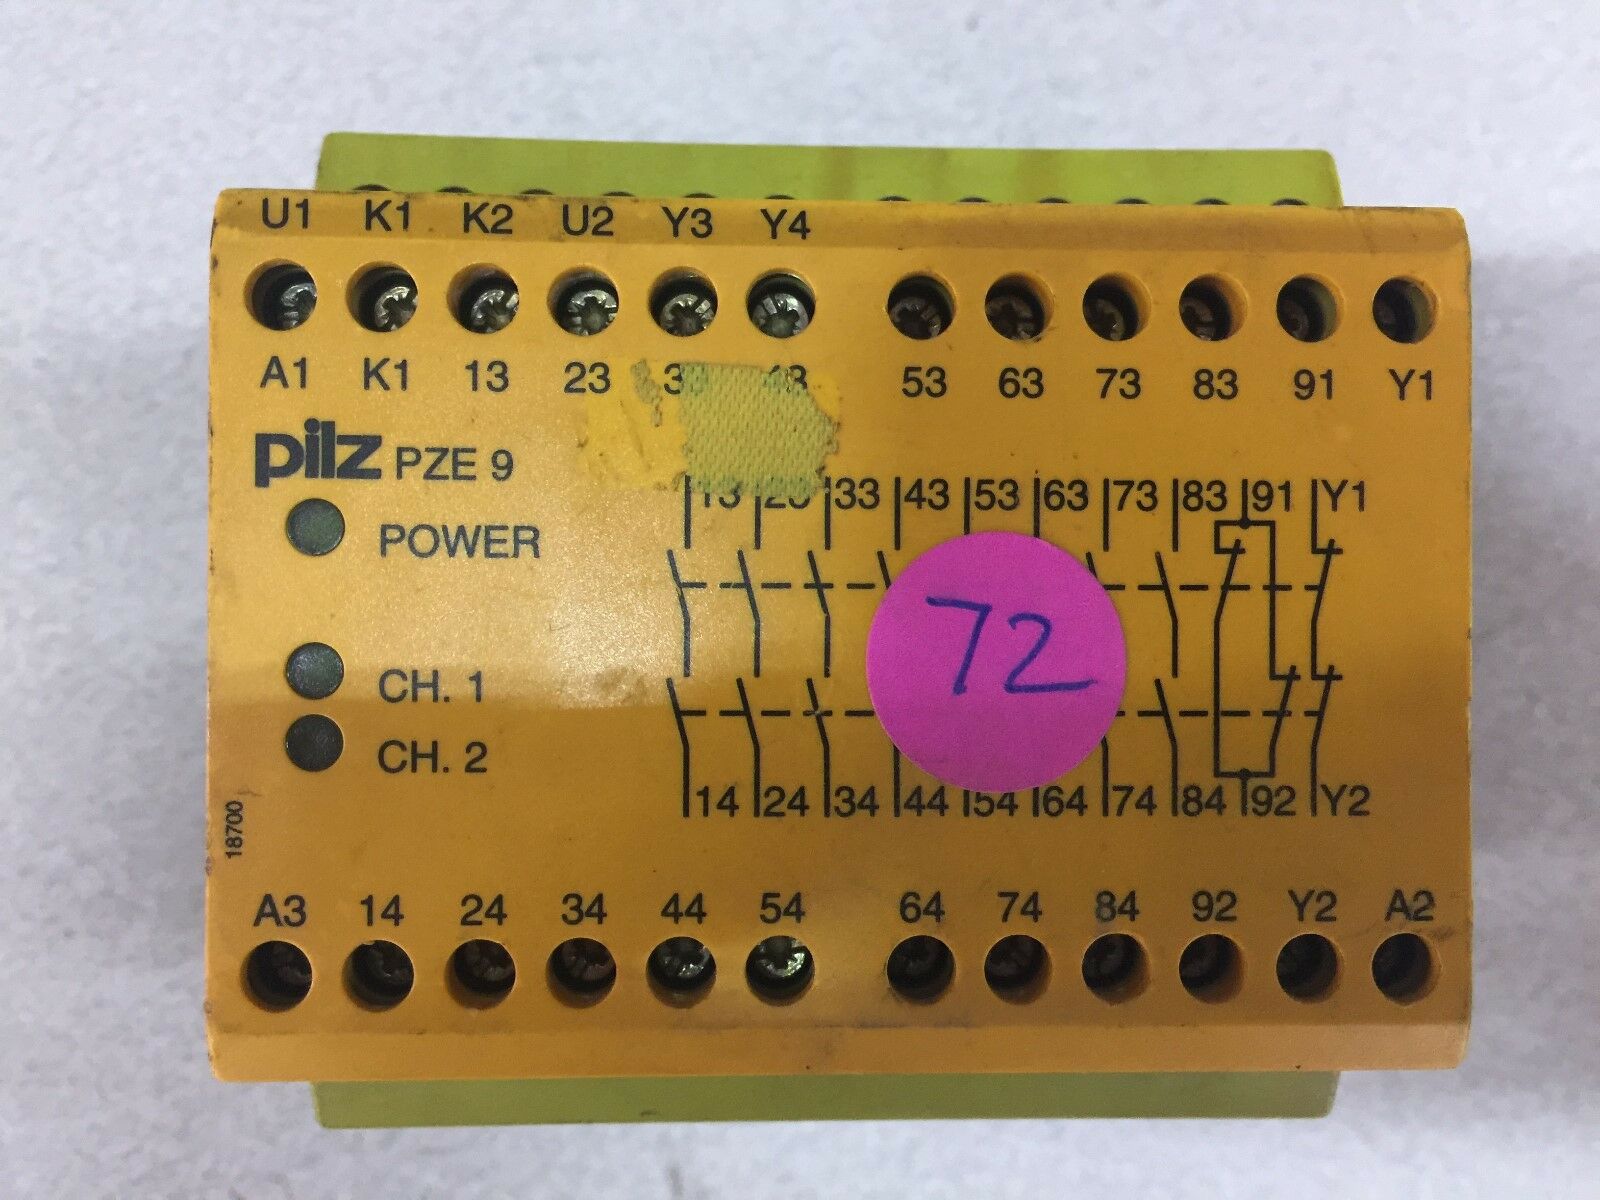 U1 K1 K2 U2 Y3 Y4
A1 K1 13 23 53 63 73 83 91 Y1
pilz PZE 9
13 33 43 53 63 73 83 91 Y1
POWER
72
CH. 1
CH. 2
14 24 34 44 54 64 74 84 92 Y2
18700
A3 14 24 34 44 54 64 74 84 92 Y2 A2